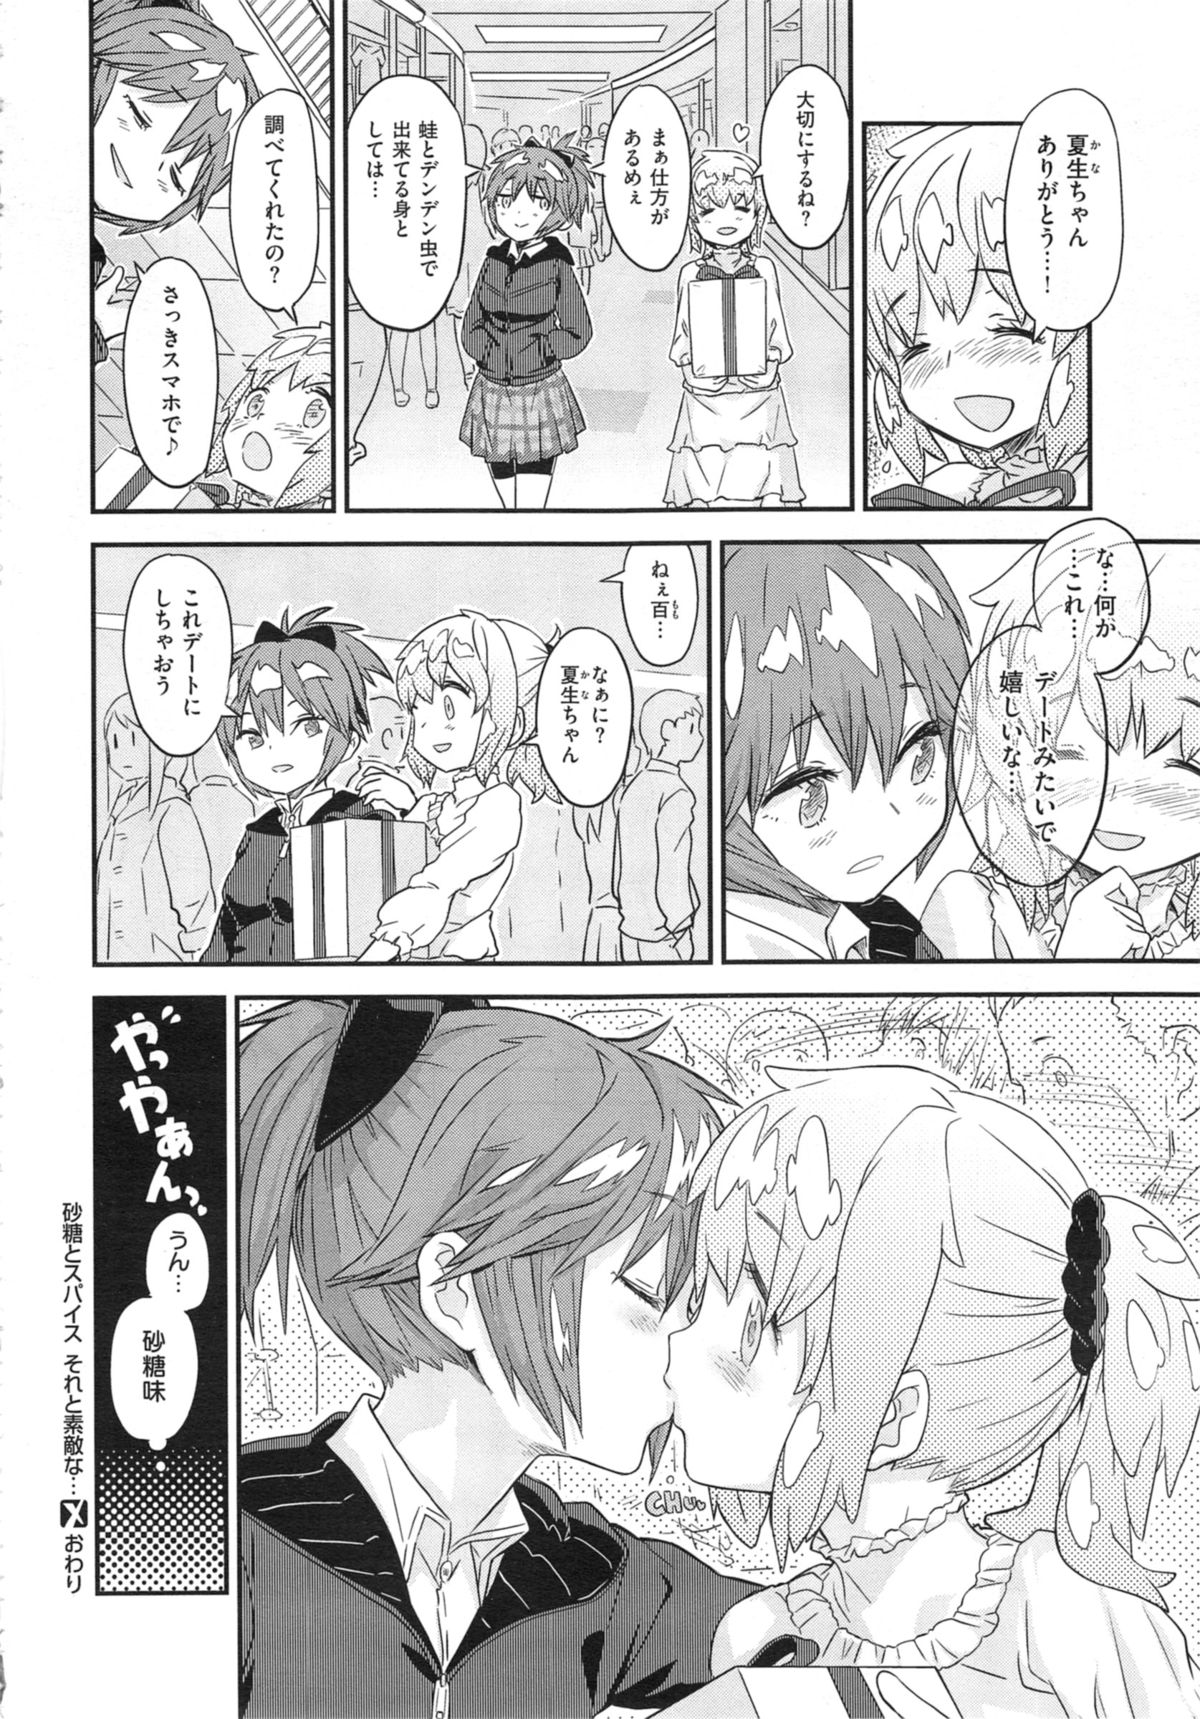 夏生ちゃん
かな
ありがとう…！
大切にするね？
まぁ仕方が
あるめぇ
蛙とデンデン虫で
出来てる身と
しては…
調べてくれたの？
さっきスマホで♪
な…何か
…これ…
デートみたいで
嬉しいな…
ねぇ百…
もも
なぁに？
夏生ちゃん
かな
これデートに
しちゃおう
CHu
やっやぁんっ
うん…
砂糖味
砂糖とスパイス それと素敵な… X おわり